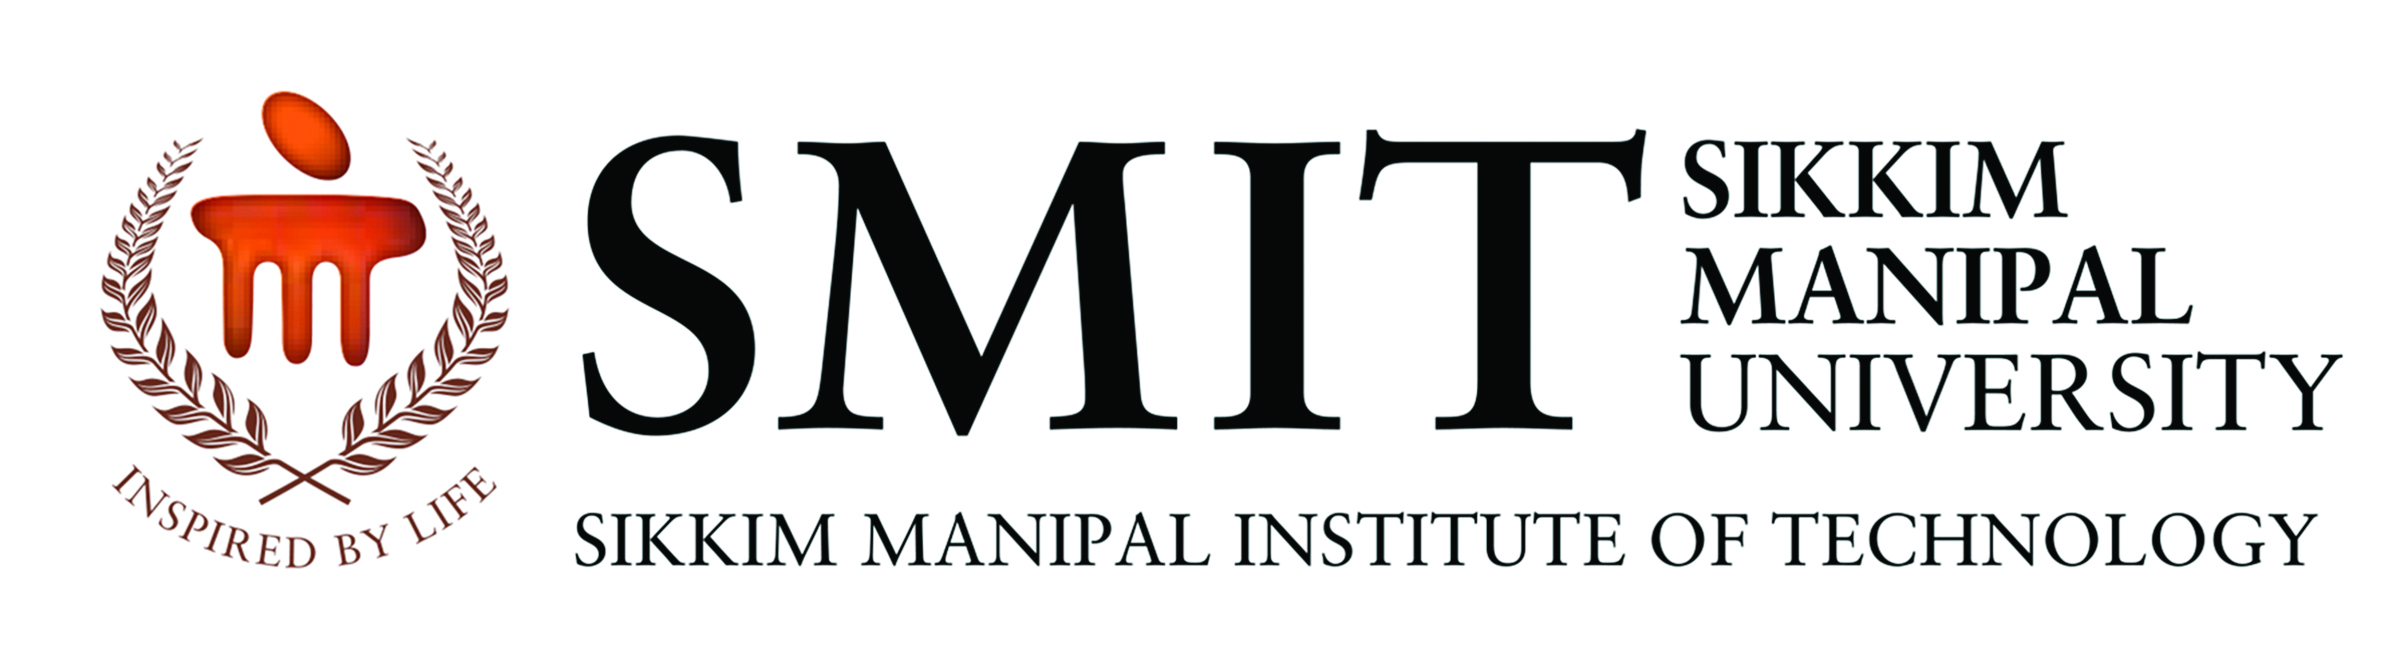 INSPIRED BY LIFE
SMIT
SIKKIM
MANIPAL
UNIVERSITY
SIKKIM MANIPAL INSTITUTE OF TECHNOLOGY